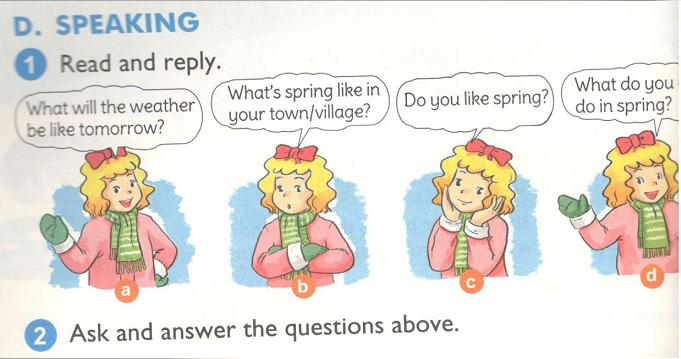 D. SPEAKING
1 Read and reply.
What will the weather
be like tomorrow?
What's spring like in
your town/village?
Do you like spring?
What do you
do in spring?
a
b
c
d
2 Ask and answer the questions above.